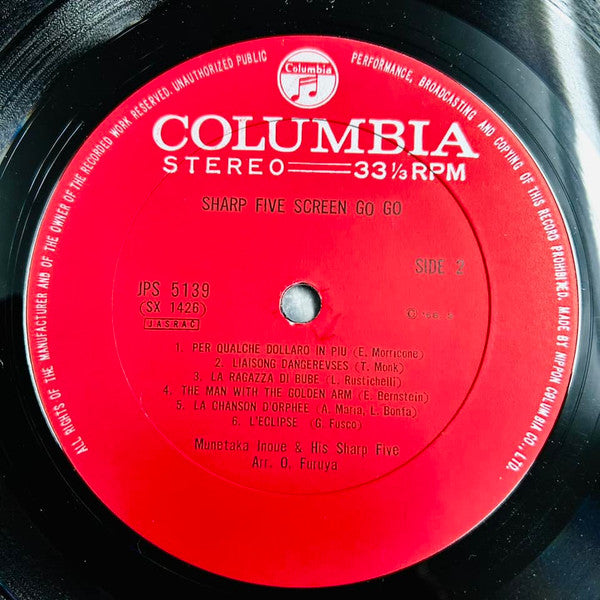 ALL RIGHTS OF THE MANUFACTURER AND OF THE OWNER OF THE RECORDED WORK RESERVED. UNAUTHORIZED PUBLIC PERFORMANCE, BROADCASTING AND COPYING OF THIS RECORD PROHIBITED. MADE BY NIPPON COLUMBIA CO., LTD.
Columbia
COLUMBIA
STEREO 33 1/3 RPM
SHARP FIVE SCREEN GO GO
SIDE 2
JPS 5139
(SX 1426)
JASRAC
1. PER QUALCHE DOLLARO IN PIU (E. Morricone)
2. LIAISONG DANGEREVSES (T. Monk)
3. LA RAGAZZA DI BUBE (L. Rustichelli)
4. THE MAN WITH THE GOLDEN ARM (E. Bernstein)
5. LA CHANSON D'ORPHEE (A. Maria, L. Bonfa)
6. L'ECLIPSE (G. Fusco)
Munetaka Inoue & His Sharp Five
Arr. O. Furuya